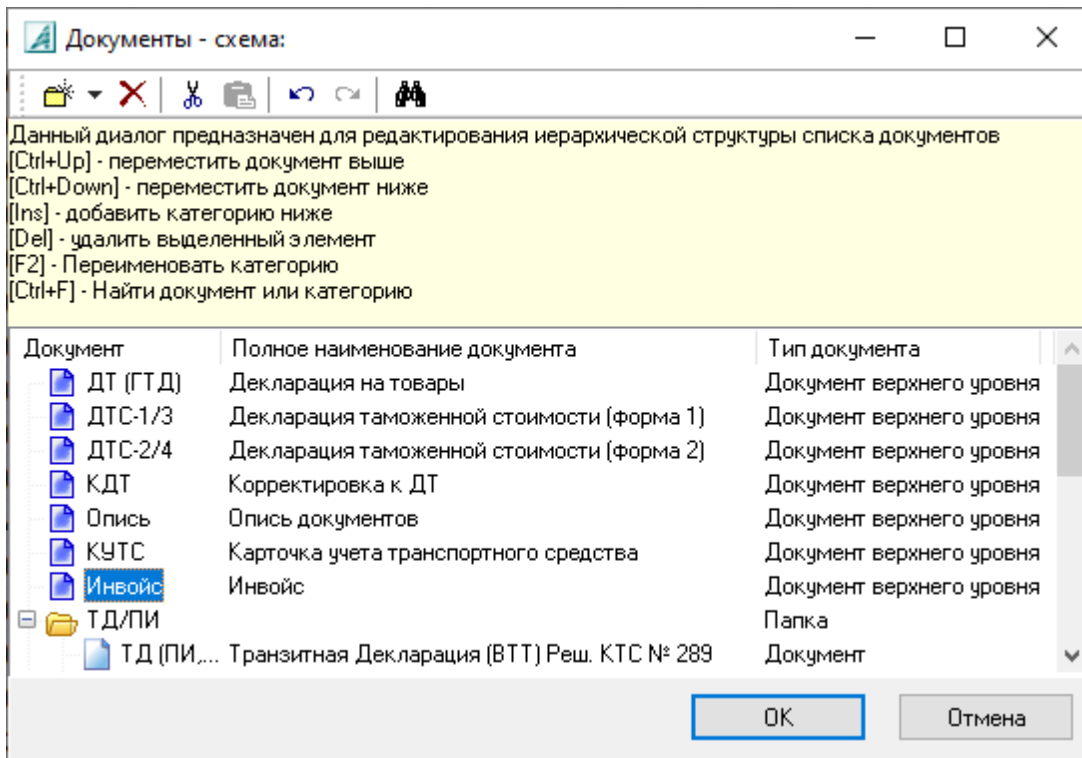 Документы - схема:
Данный диалог предназначен для редактирования иерархической структуры списка документов
[Ctrl+Up] - переместить документ выше
[Ctrl+Down] - переместить документ ниже
[Ins] - добавить категорию ниже
[Del] - удалить выделенный элемент
[F2] - Переименовать категорию
[Ctrl+F] - Найти документ или категорию
Документ Полное наименование документа Тип документа
ДТ (ГТД) Декларация на товары Документ верхнего уровня
ДТС-1/3 Декларация таможенной стоимости (форма 1) Документ верхнего уровня
ДТС-2/4 Декларация таможенной стоимости (форма 2) Документ верхнего уровня
КДТ Корректировка к ДТ Документ верхнего уровня
Опись Опись документов Документ верхнего уровня
КУТС Карточка учета транспортного средства Документ верхнего уровня
Инвойс Инвойс Документ верхнего уровня
ТД/ПИ Папка
ТД (ПИ,... Транзитная Декларация (ВТТ) Реш. КТС № 289 Документ
ОК Отмена